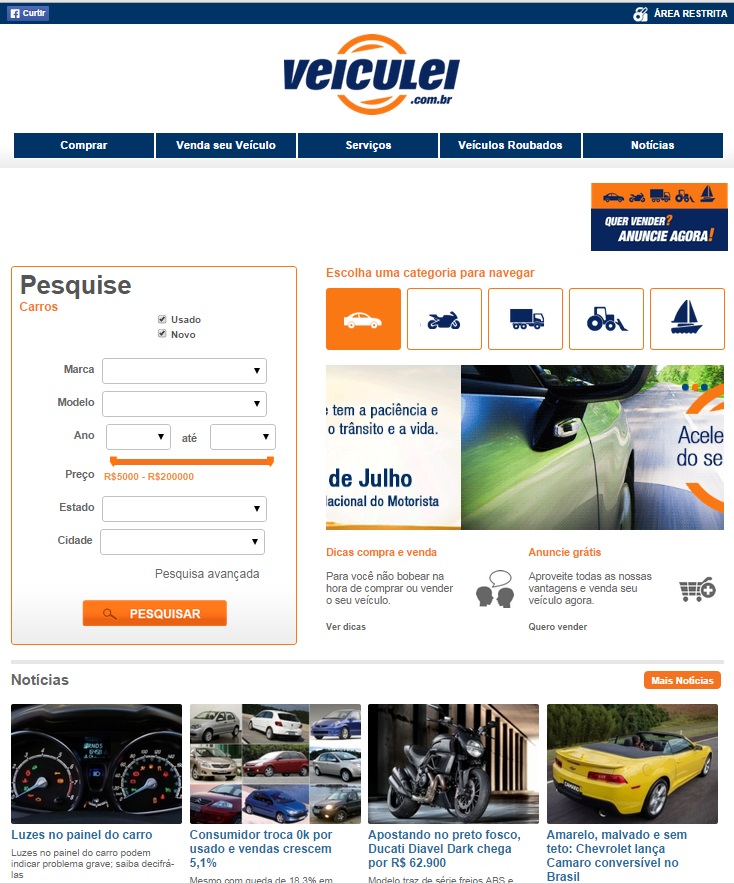 Curtir
ÁREA RESTRITA
VEICULEI
.com.br
Comprar
Venda seu Veículo
Serviços
Veículos Roubados
Notícias
QUER VENDER?
ANUNCIE AGORA!
Pesquise
Carros
Usado
Novo
Marca
Modelo
Ano
até
Preço
R$5000 - R$200000
Estado
Cidade
Pesquisa avançada
PESQUISAR
Escolha uma categoria para navegar
e tem a paciência e
o trânsito e a vida.
de Julho
Nacional do Motorista
Acele
do se
Dicas compra e venda
Para você não bobear na
hora de comprar ou vender
o seu veículo.
Ver dicas
Anuncie grátis
Aproveite todas as nossas
vantagens e venda seu
veículo agora.
Quero vender
Notícias
Mais Notícias
Luzes no painel do carro
Luzes no painel do carro podem
indicar problema grave; saiba decifrá-
las
Consumidor troca 0k por
usado e vendas crescem
5,1%
Mesmo com queda de 18,3% em
Apostando no preto fosco,
Ducati Diavel Dark chega
por R$ 62.900
Modelo traz de série freios ABS e
Amarelo, malvado e sem
teto: Chevrolet lança
Camaro conversível no
Brasil